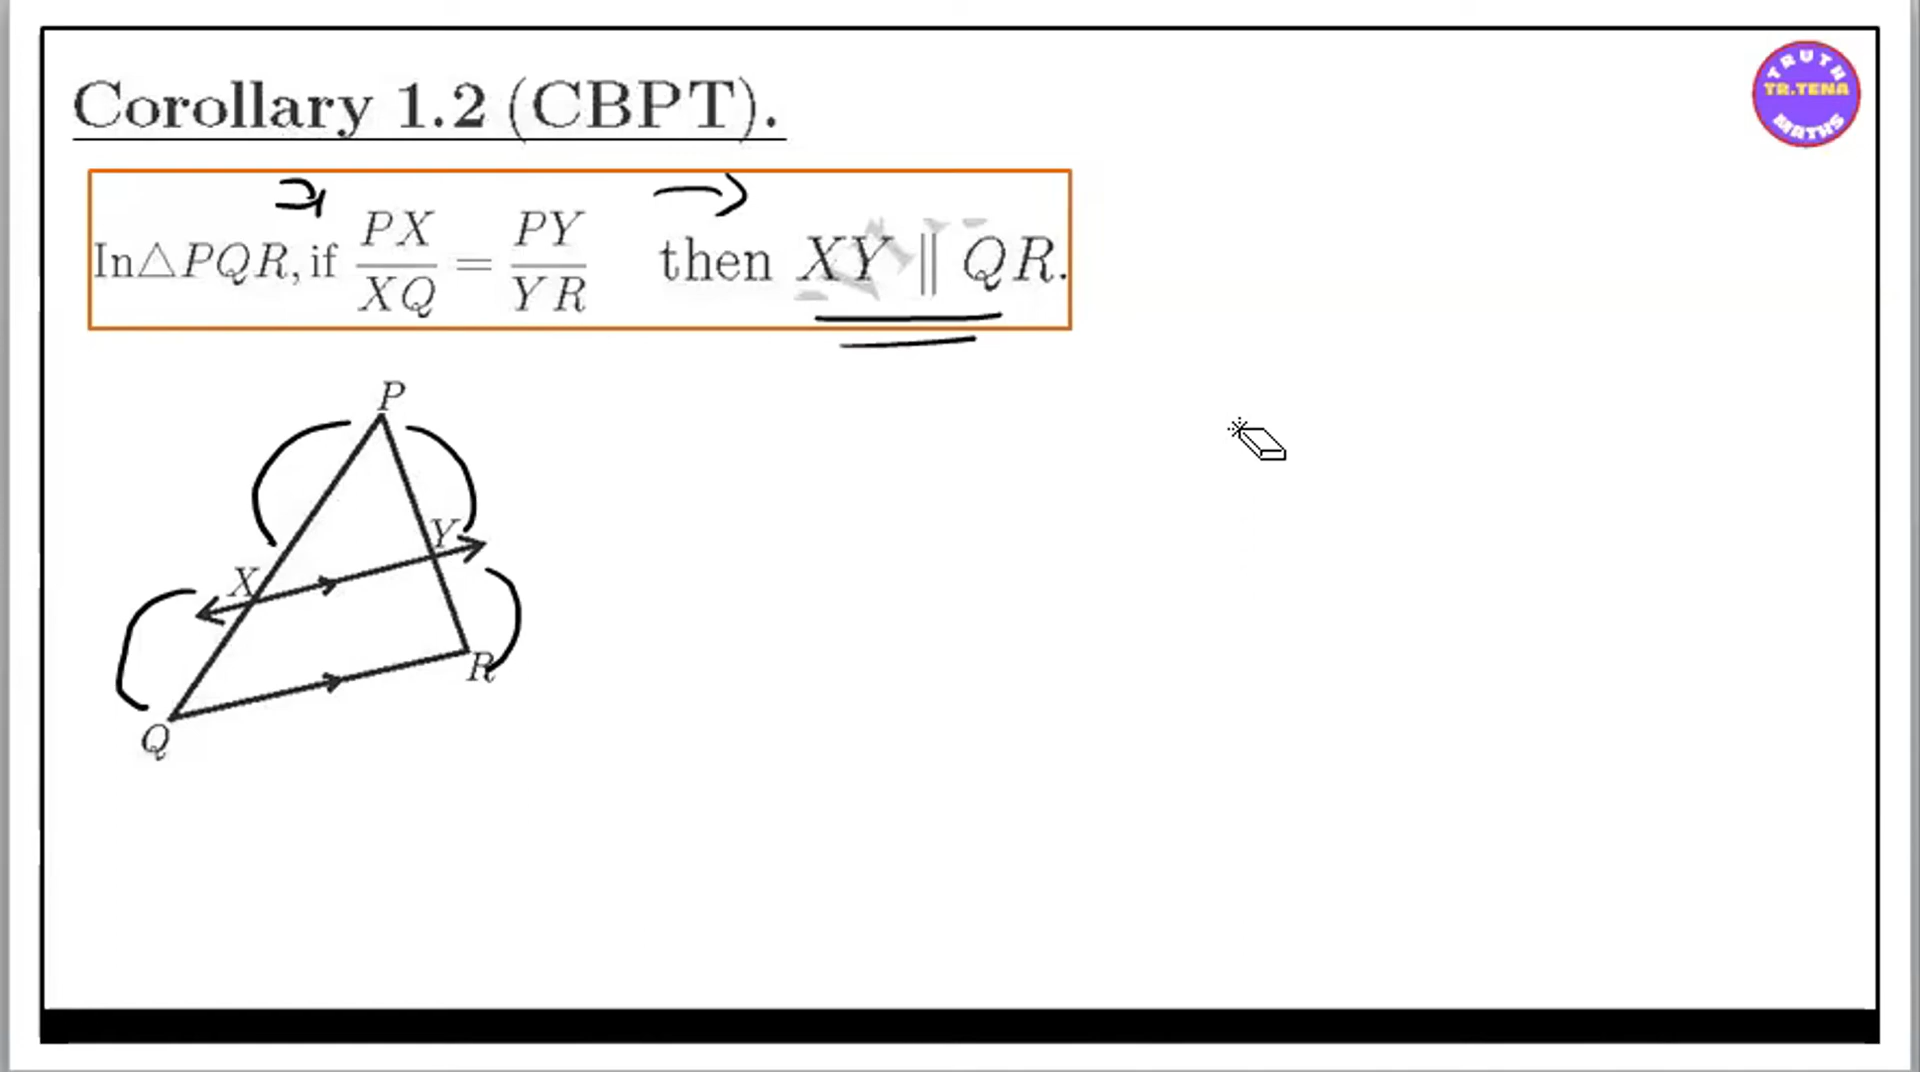 Corollary 1.2 (CBPT).
In△PQR, if PX/XQ = PY/YR then XY ∥ QR.
P
Y
X
R
Q
TRUTH
TR.TENA
MATHS